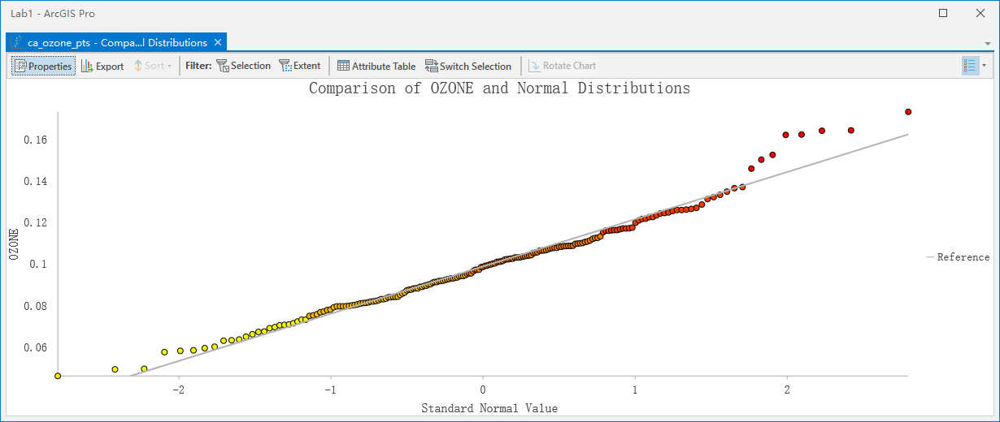 Lab1 - ArcGIS Pro
ca_ozone_pts - Compa...l Distributions
Properties Export Sort Filter: Selection Extent Attribute Table Switch Selection Rotate Chart
Comparison of OZONE and Normal Distributions
0.16
0.14
0.12
0.1
0.08
0.06
OZONE
Reference
-2 -1 0 1 2
Standard Normal Value